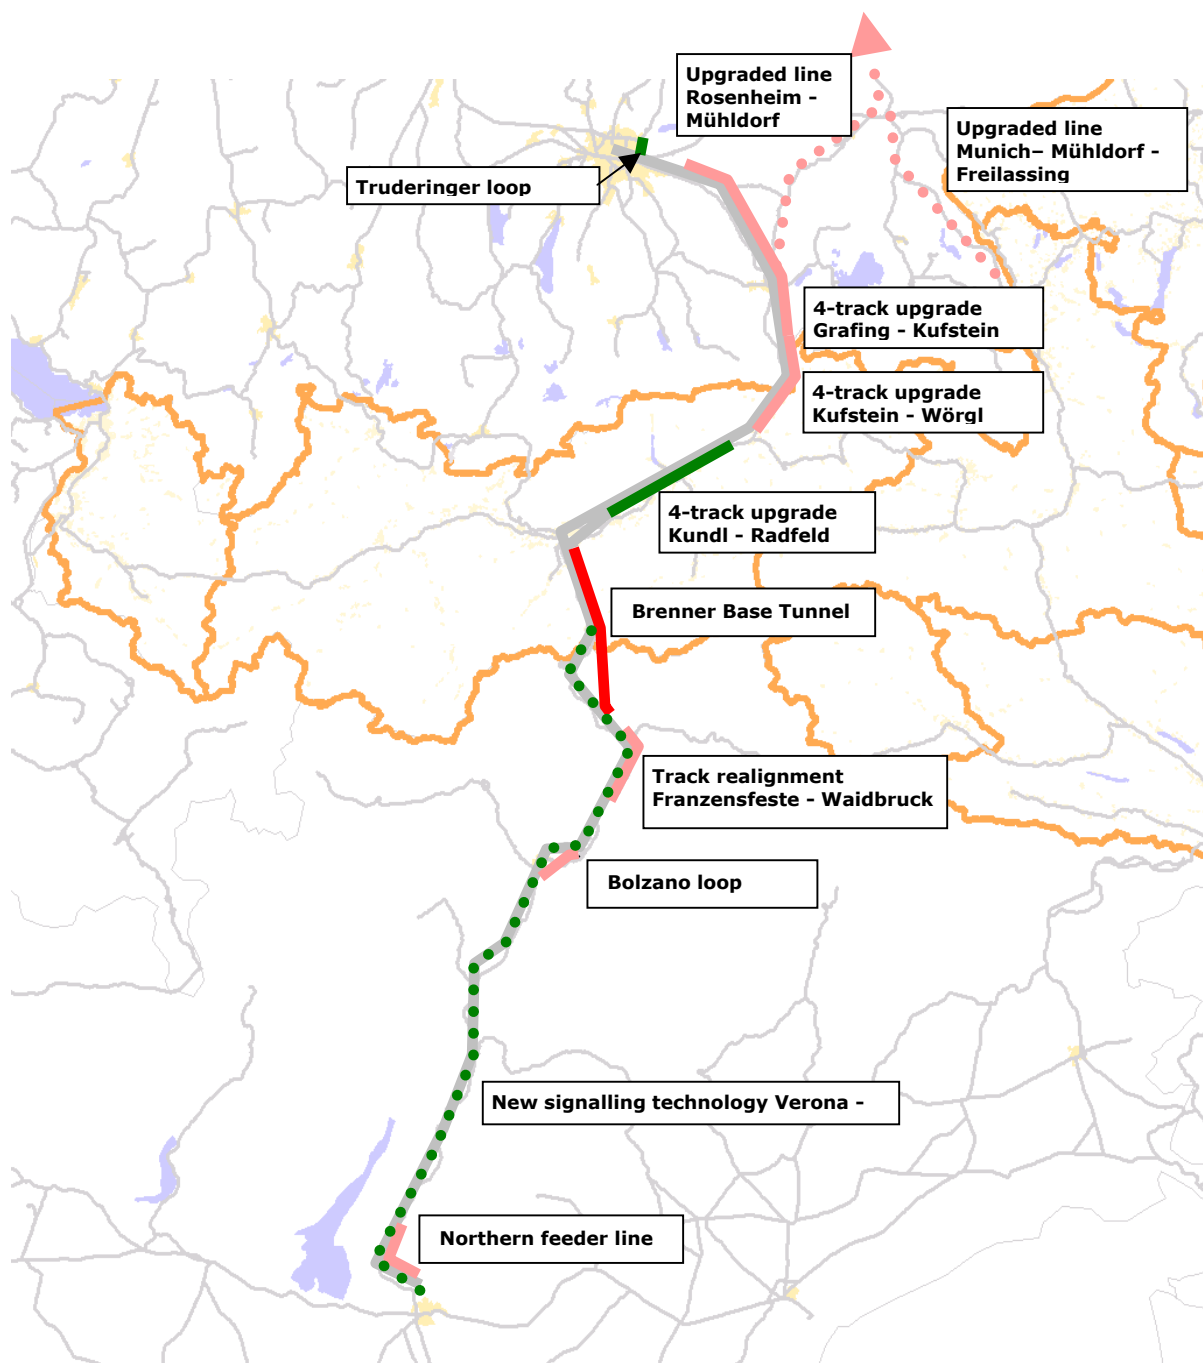 Upgraded line
Rosenheim -
Mühldorf
Upgraded line
Munich– Mühldorf -
Freilassing
Truderinger loop
4-track upgrade
Grafing - Kufstein
4-track upgrade
Kufstein - Wörgl
4-track upgrade
Kundl - Radfeld
Brenner Base Tunnel
Track realignment
Franzensfeste - Waidbruck
Bolzano loop
New signalling technology Verona -
Northern feeder line